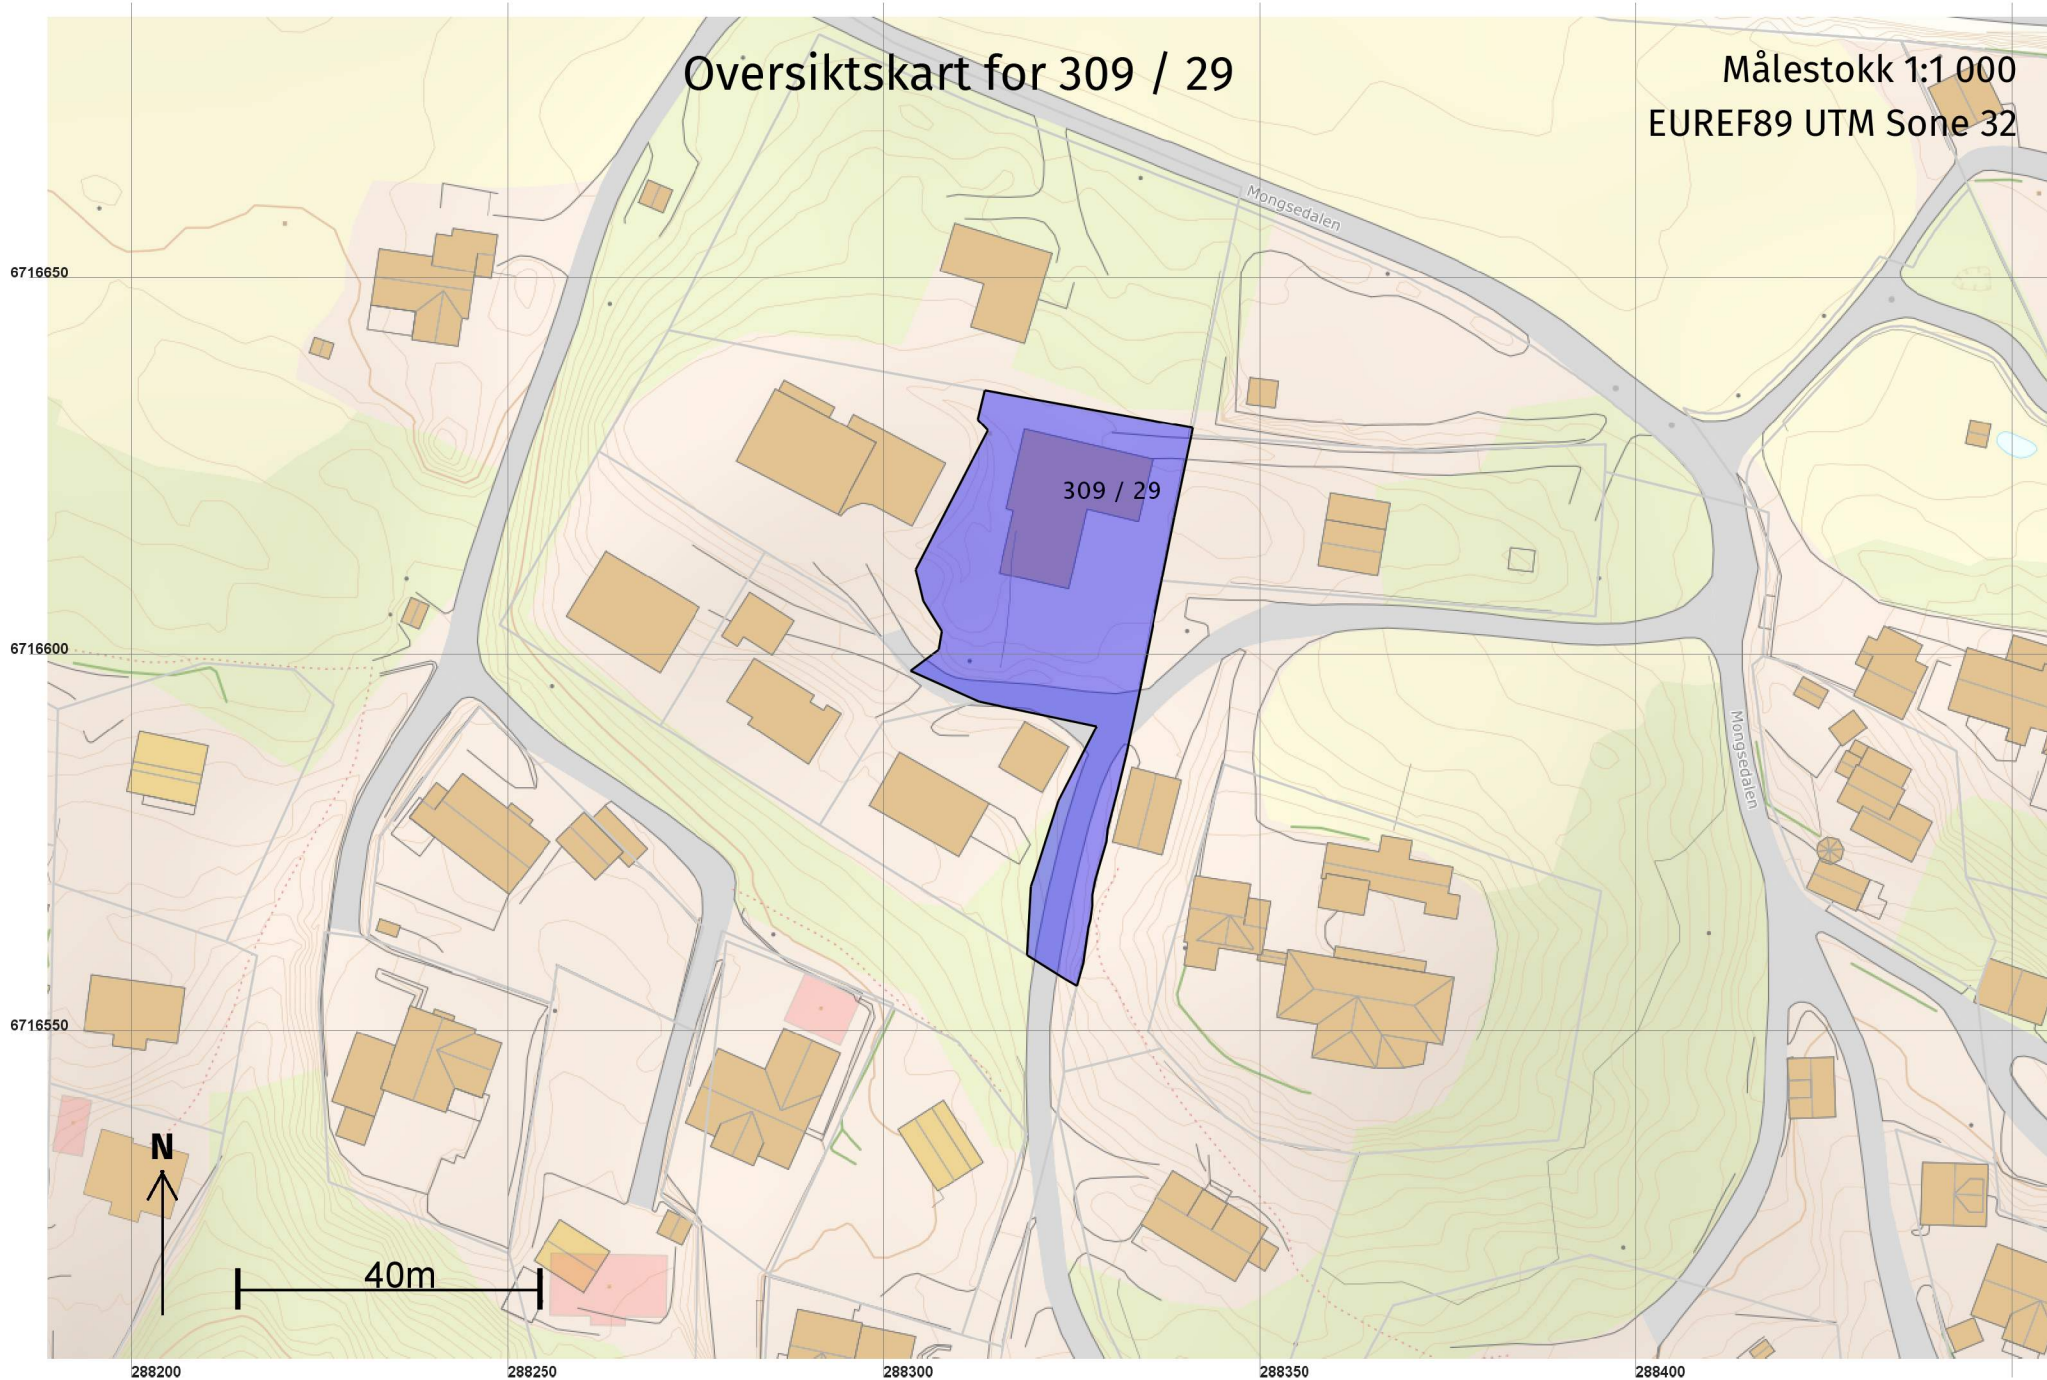 Oversiktskart for 309 / 29
Målestokk 1:1 000
EUREF89 UTM Sone 32
Mongsedalen
6716650
309 / 29
6716600
Mongsedalen
6716550
N
40m
288200
288250
288300
288350
288400